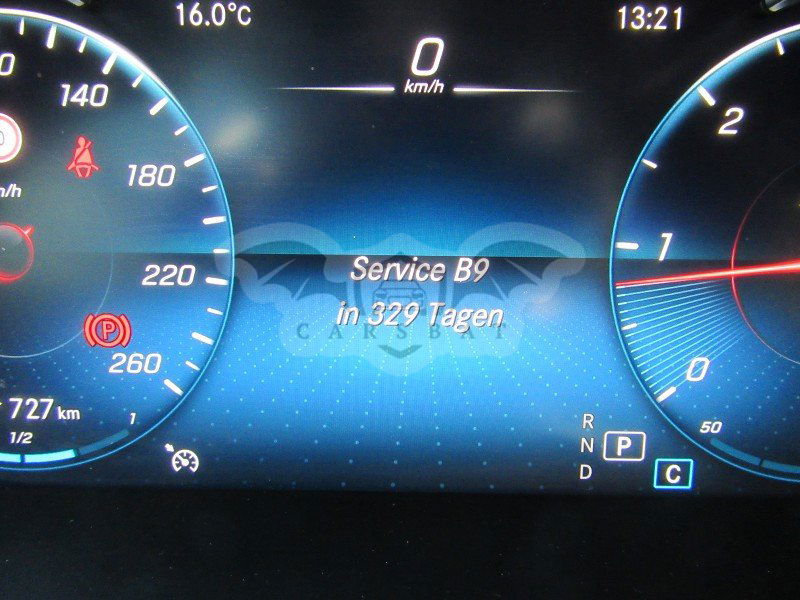 16.0°C
13:21
0
km/h
140
180
220
260
2
1
0
Service B9
in 329 Tagen
CARSBAT
P
727 km
1/2
1
50
R
N
D
P
C